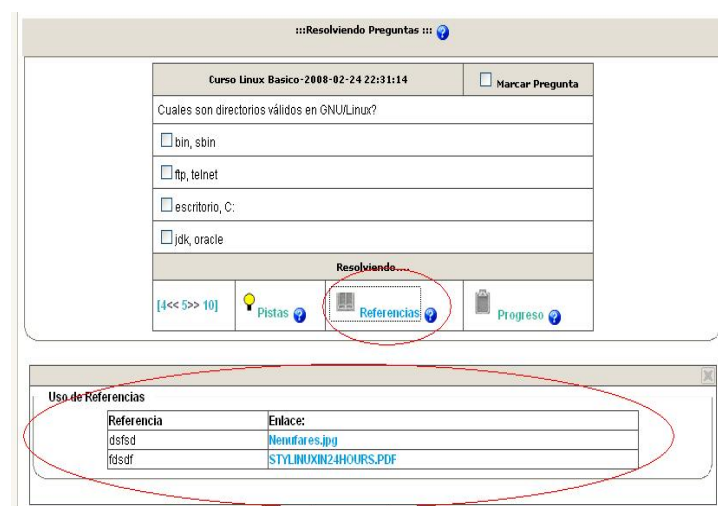 :::Resolviendo Preguntas :::
Curso Linux Basico-2008-02-24 22:31:14
Marcar Pregunta
Cuales son directorios válidos en GNU/Linux?
bin, sbin
ftp, telnet
escritorio, C:
jdk, oracle
Resolviendo....
[4<< 5>> 10]
Pistas
Referencias
Progreso
Uso de Referencias
Referencia Enlace:
dsfsd Nenufares.jpg
fdsdf STYLINUXIN24HOURS.PDF